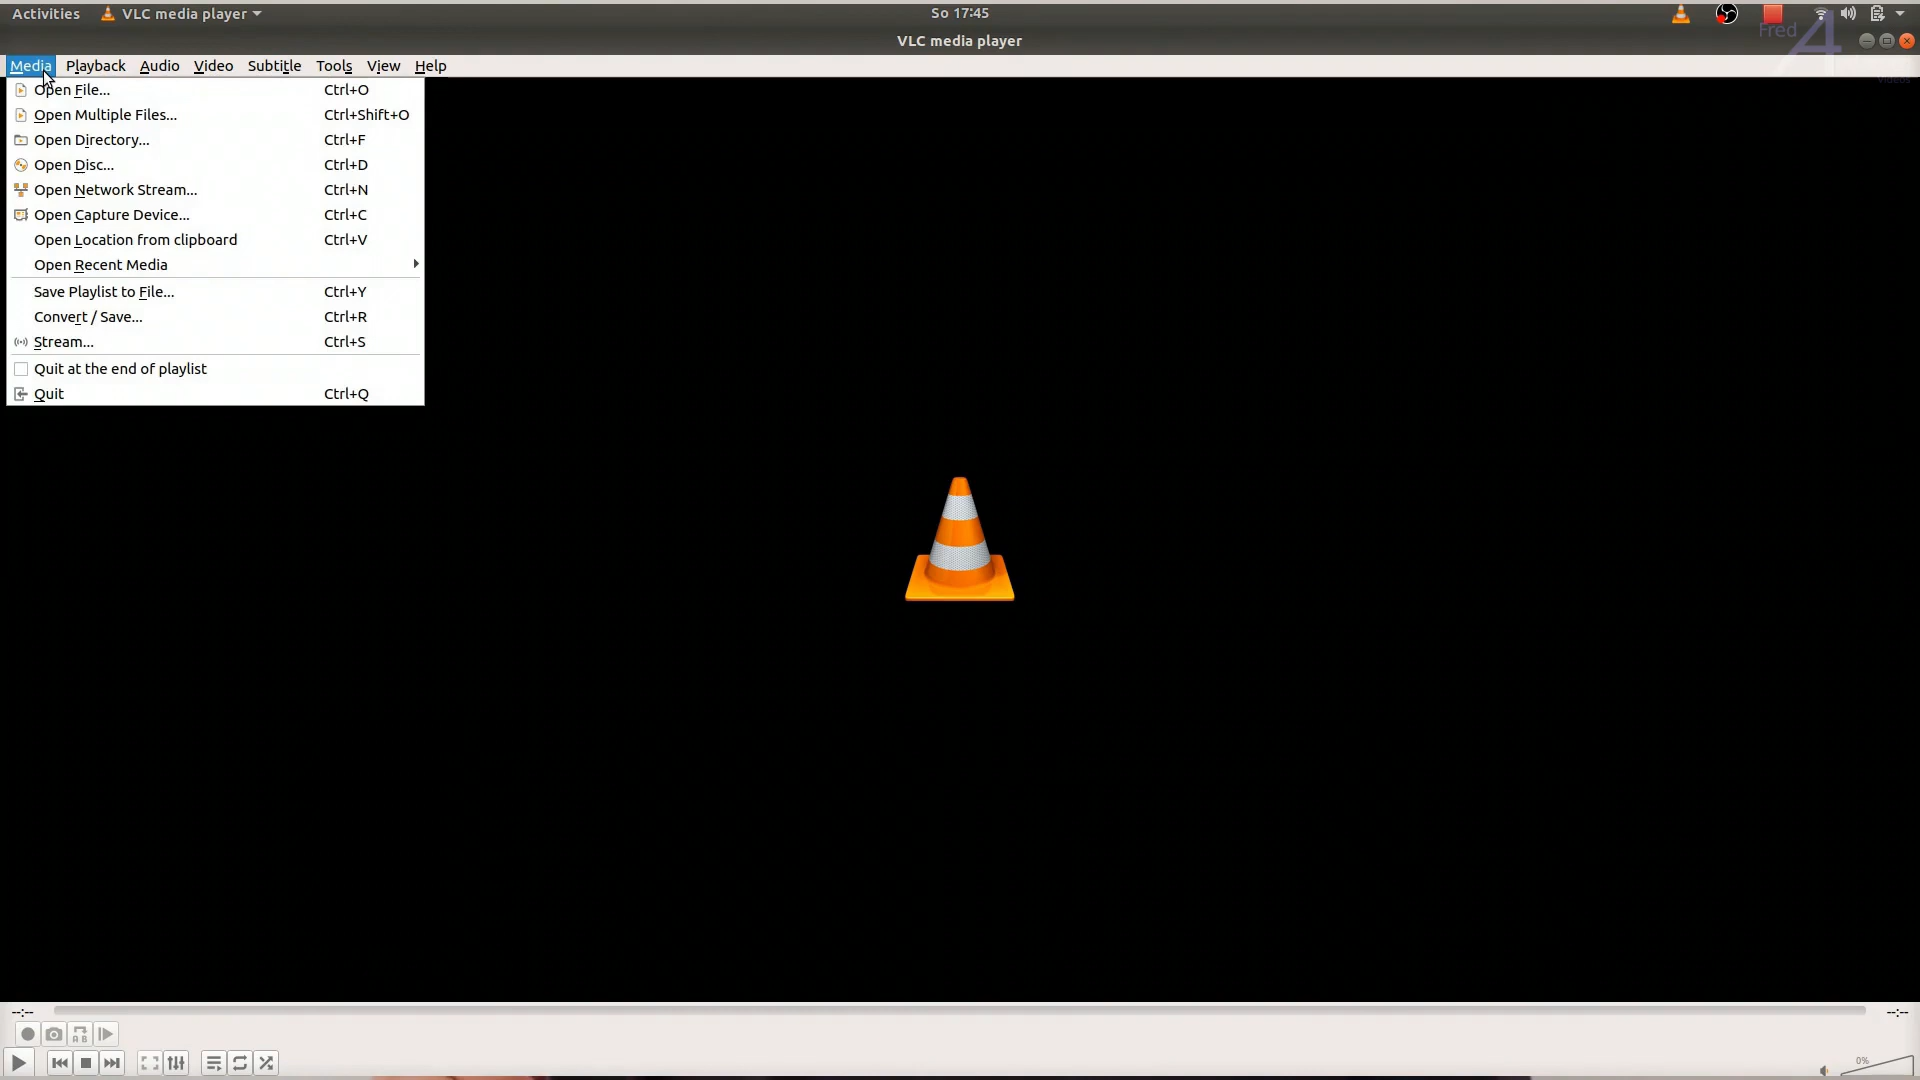 Activities VLC media player So 17:45
VLC media player
Fred
Media Playback Audio Video Subtitle Tools View Help
Open File... Ctrl+O
Open Multiple Files... Ctrl+Shift+O
Open Directory... Ctrl+F
Open Disc... Ctrl+D
Open Network Stream... Ctrl+N
Open Capture Device... Ctrl+C
Open Location from clipboard Ctrl+V
Open Recent Media
Save Playlist to File... Ctrl+Y
Convert / Save... Ctrl+R
Stream... Ctrl+S
Quit at the end of playlist
Quit Ctrl+Q
--:-- --:--
A B
0%